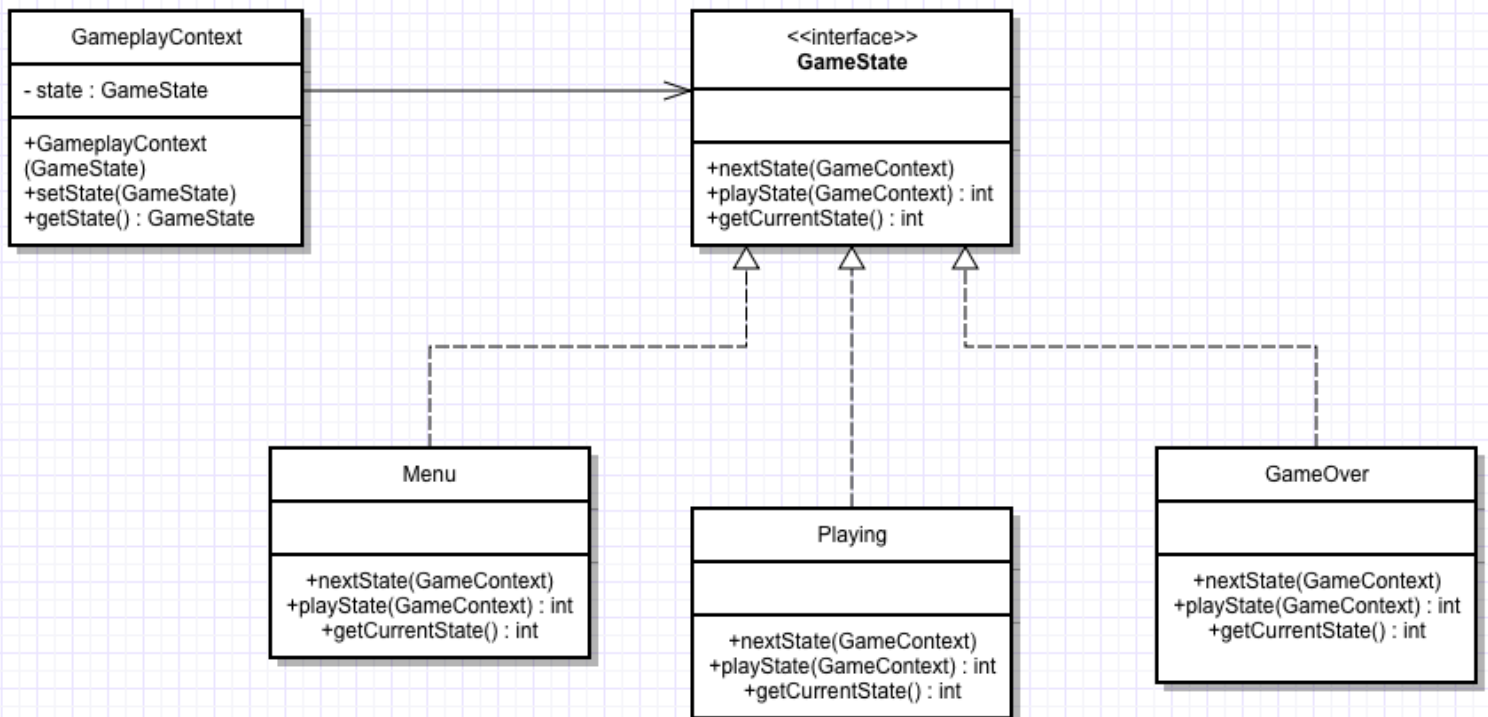 GameplayContext
- state : GameState
+GameplayContext
(GameState)
+setState(GameState)
+getState() : GameState
<<interface>>
GameState
+nextState(GameContext)
+playState(GameContext) : int
+getCurrentState() : int
Menu
+nextState(GameContext)
+playState(GameContext) : int
+getCurrentState() : int
Playing
+nextState(GameContext)
+playState(GameContext) : int
+getCurrentState() : int
GameOver
+nextState(GameContext)
+playState(GameContext) : int
+getCurrentState() : int